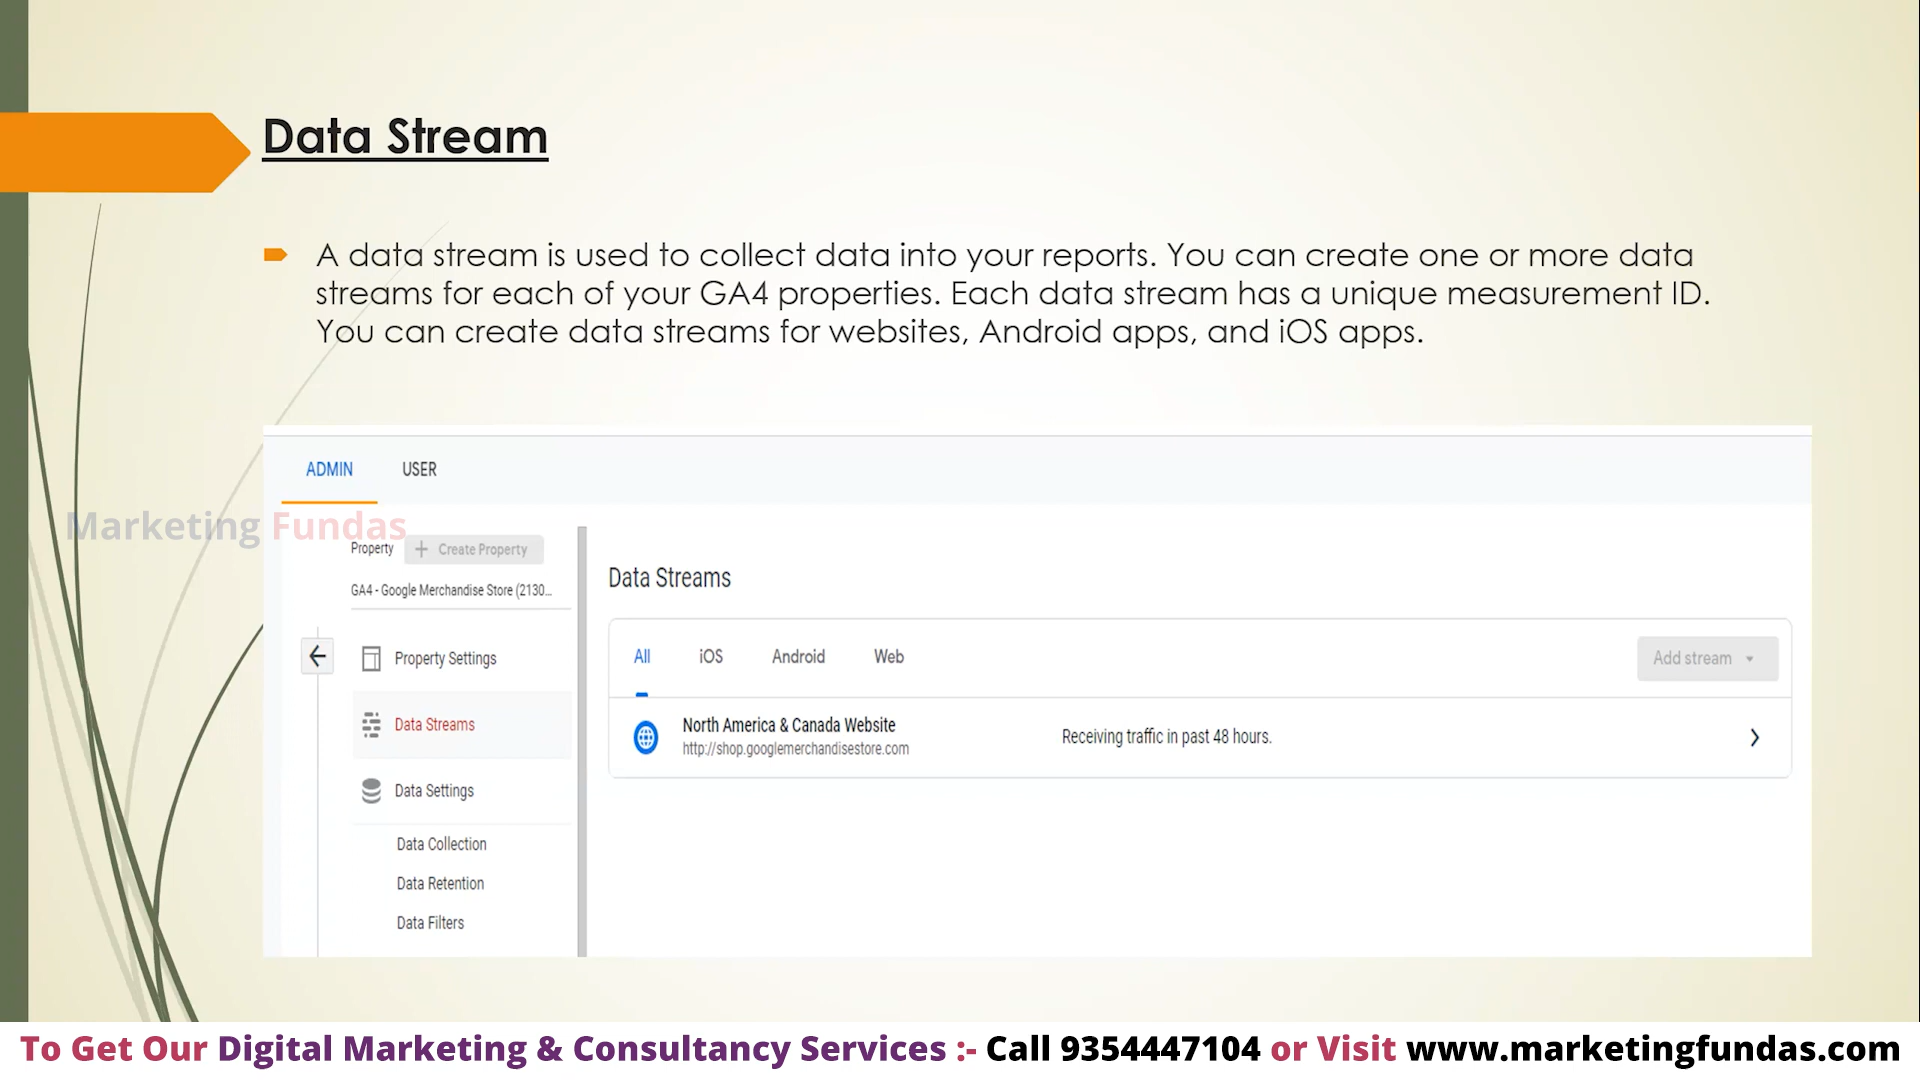 Data Stream
A data stream is used to collect data into your reports. You can create one or more data
streams for each of your GA4 properties. Each data stream has a unique measurement ID.
You can create data streams for websites, Android apps, and iOS apps.
ADMIN USER
Marketing Fundas
Property + Create Property
GA4 - Google Merchandise Store (2130...
Property Settings
Data Streams
Data Settings
Data Collection
Data Retention
Data Filters
Data Streams
All iOS Android Web Add stream
North America & Canada Website
http://shop.googlemerchandisestore.com
Receiving traffic in past 48 hours.
To Get Our Digital Marketing & Consultancy Services :- Call 9354447104 or Visit www.marketingfundas.com